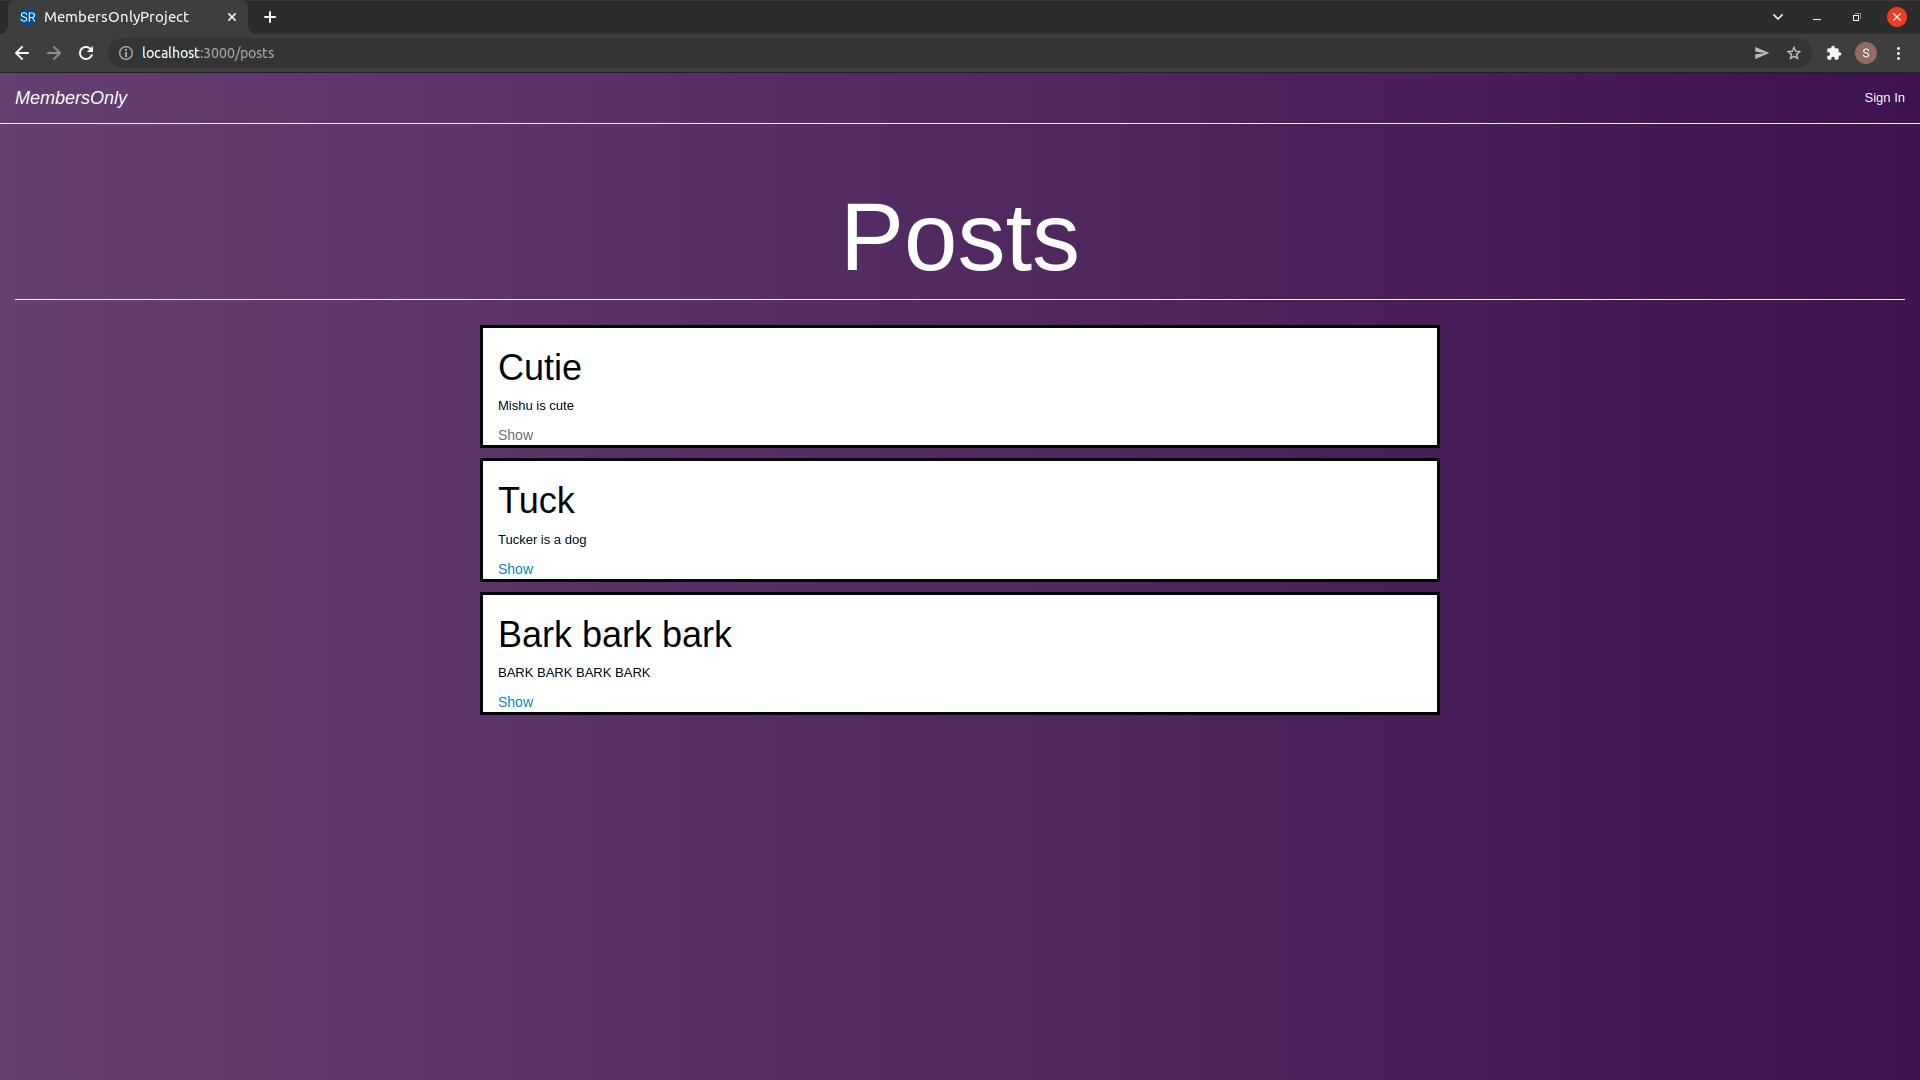 SR MembersOnlyProject
localhost:3000/posts
S
MembersOnly
Sign In
Posts
Cutie
Mishu is cute
Show
Tuck
Tucker is a dog
Show
Bark bark bark
BARK BARK BARK BARK
Show